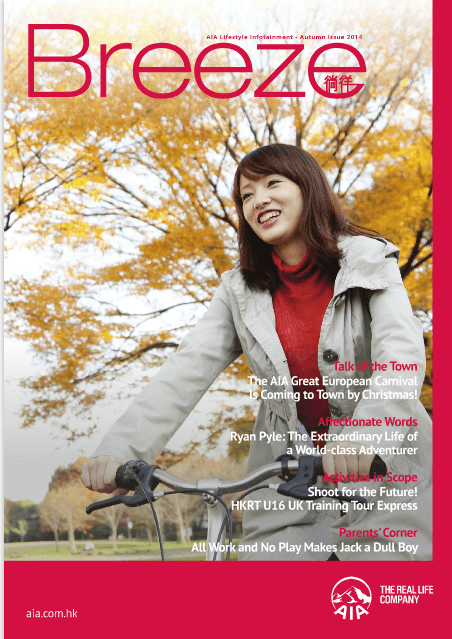 AIA Lifestyle Infotainment - Autumn Issue 2014
Breeze
徜徉
Talk of the Town
The AIA Great European Carnival
Is Coming to Town by Christmas!
Affectionate Words
Ryan Pyle: The Extraordinary Life of
a World-class Adventurer
Activities in Scope
Shoot for the Future!
HKRT U16 UK Training Tour Express
Parents' Corner
All Work and No Play Makes Jack a Dull Boy
aia.com.hk
AIA
THE REAL LIFE
COMPANY